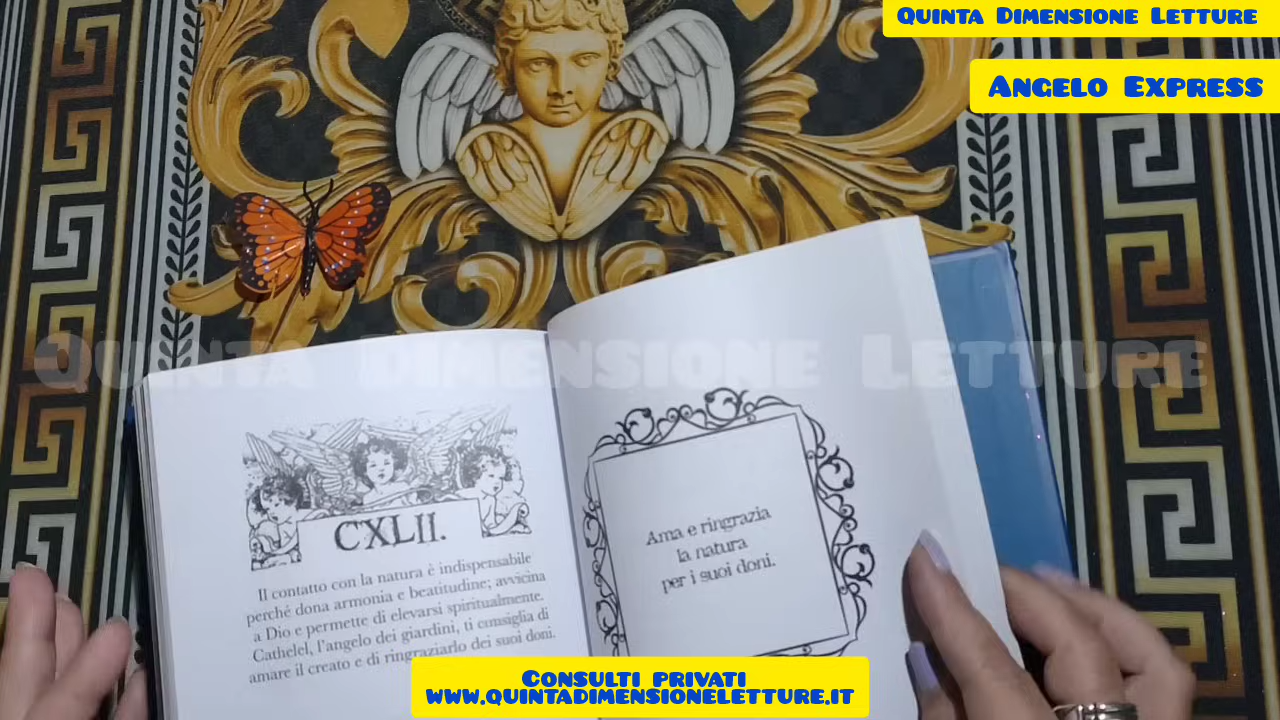 Quinta Dimensione Letture
Angelo Express
Quinta Dimensione Letture
CXLII.
Il contatto con la natura è indispensabile
perché dona armonia e beatitudine; avvicina
a Dio e permette di elevarsi spiritualmente.
Cathelel, l'angelo dei giardini, ti consiglia di
amare il creato e di ringraziarlo dei suoi doni.
Ama e ringrazia
la natura
per i suoi doni.
Consulti privati
www.quintadimensioneletture.it